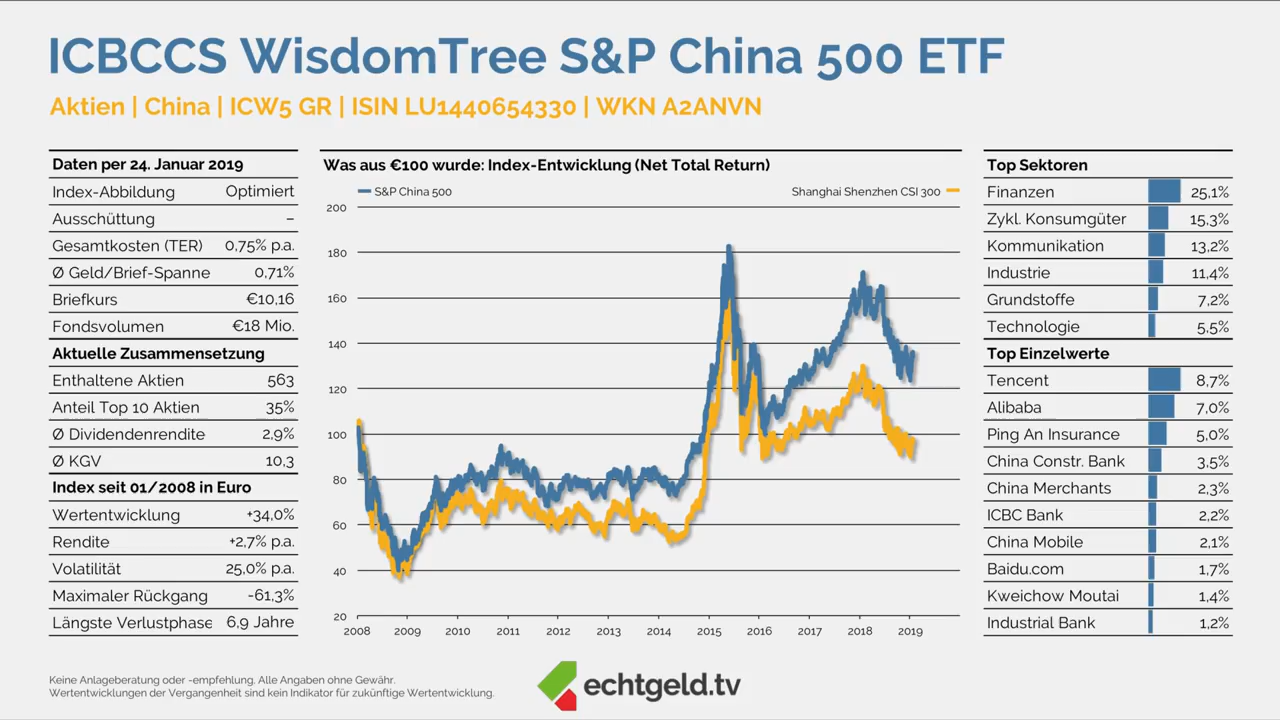 ICBCCS WisdomTree S&P China 500 ETF
Aktien | China | ICW5 GR | ISIN LU1440654330 | WKN A2ANVN
Daten per 24. Januar 2019
Index-Abbildung Optimiert
Ausschüttung –
Gesamtkosten (TER) 0,75% p.a.
Ø Geld/Brief-Spanne 0,71%
Briefkurs €10,16
Fondsvolumen €18 Mio.
Aktuelle Zusammensetzung
Enthaltene Aktien 563
Anteil Top 10 Aktien 35%
Ø Dividendenrendite 2,9%
Ø KGV 10,3
Index seit 01/2008 in Euro
Wertentwicklung +34,0%
Rendite +2,7% p.a.
Volatilität 25,0% p.a.
Maximaler Rückgang -61,3%
Längste Verlustphase 6,9 Jahre
Was aus €100 wurde: Index-Entwicklung (Net Total Return)
S&P China 500 Shanghai Shenzhen CSI 300
200
180
160
140
120
100
80
60
40
20
2008 2009 2010 2011 2012 2013 2014 2015 2016 2017 2018 2019
Top Sektoren
Finanzen 25,1%
Zykl. Konsumgüter 15,3%
Kommunikation 13,2%
Industrie 11,4%
Grundstoffe 7,2%
Technologie 5,5%
Top Einzelwerte
Tencent 8,7%
Alibaba 7,0%
Ping An Insurance 5,0%
China Constr. Bank 3,5%
China Merchants 2,3%
ICBC Bank 2,2%
China Mobile 2,1%
Baidu.com 1,7%
Kweichow Moutai 1,4%
Industrial Bank 1,2%
Keine Anlageberatung oder -empfehlung. Alle Angaben ohne Gewähr.
Wertentwicklungen der Vergangenheit sind kein Indikator für zukünftige Wertentwicklung.
echtgeld.tv